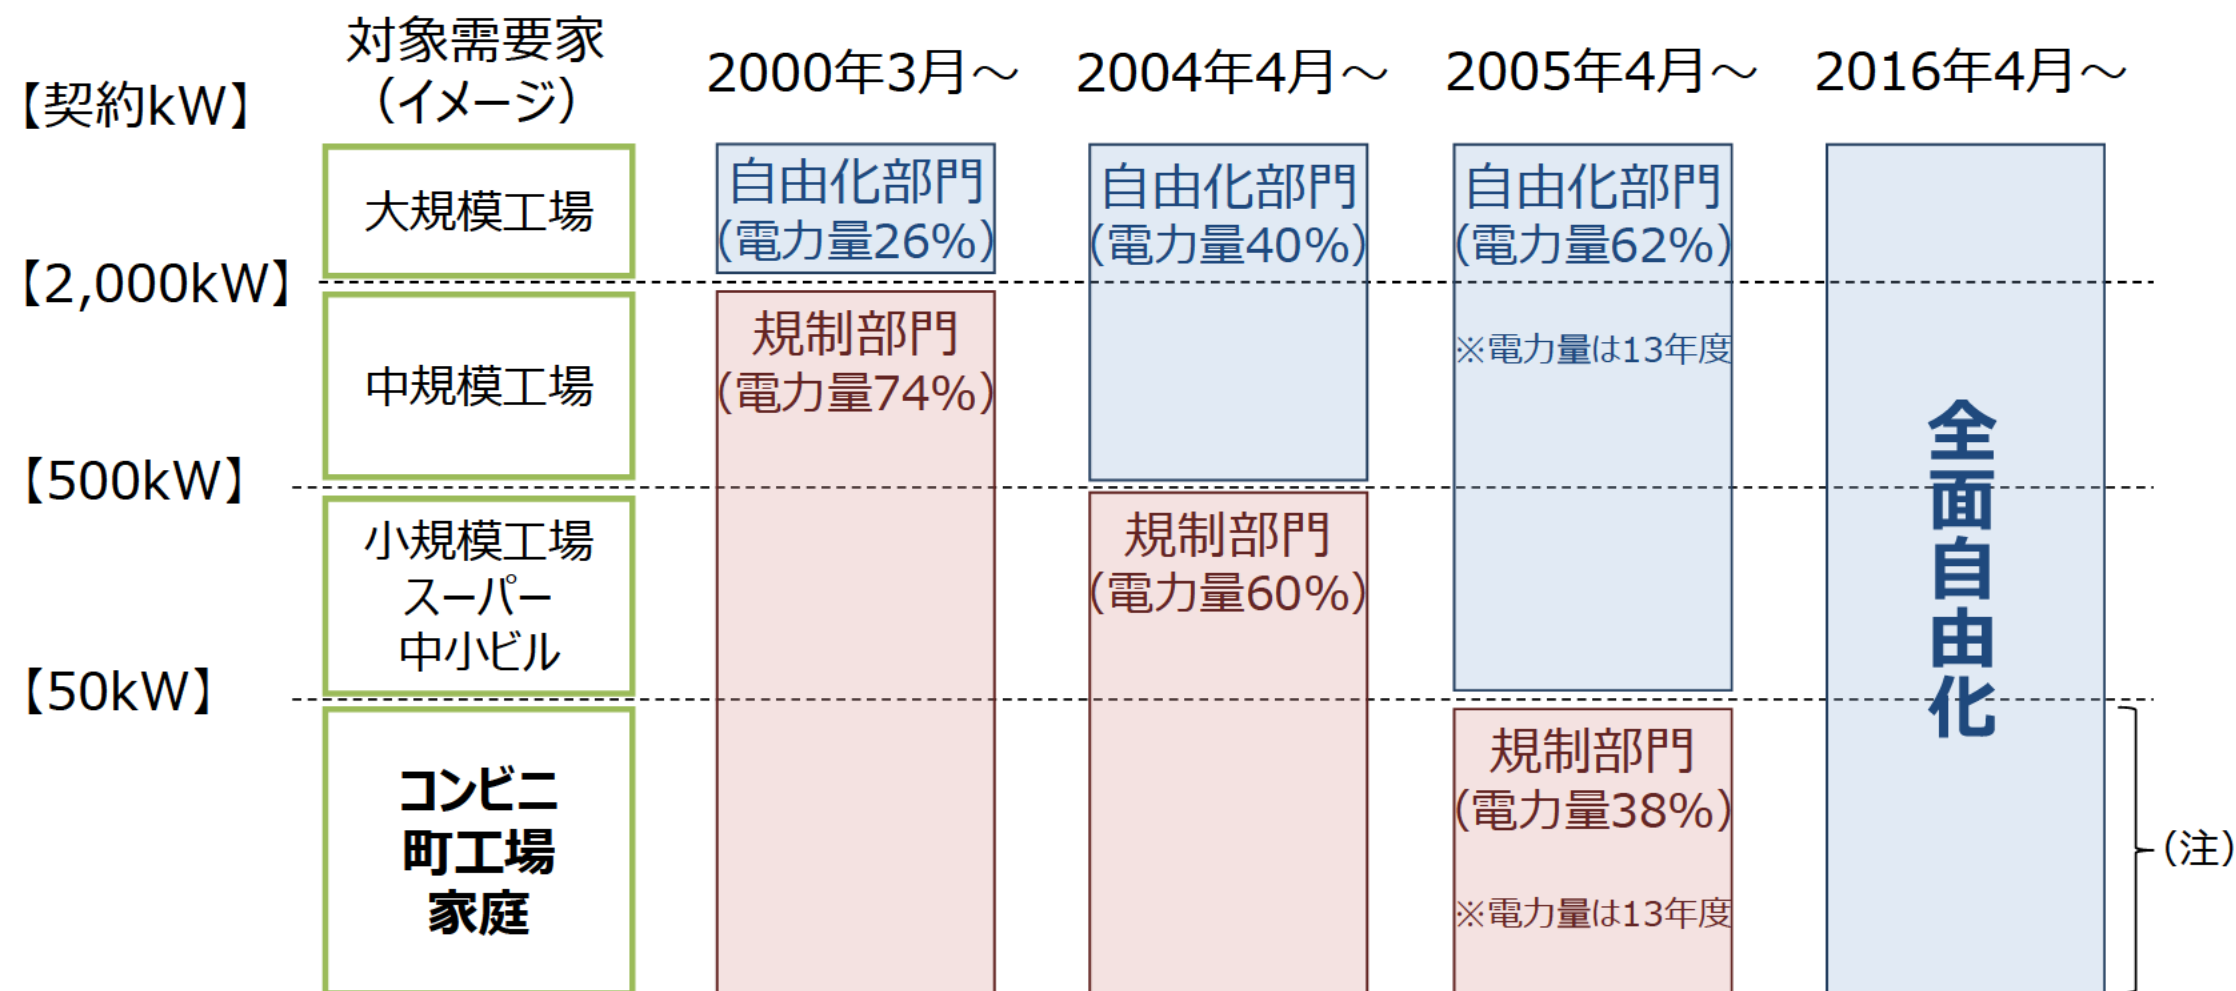 対象需要家
(イメージ)
2000年3月～
2004年4月～
2005年4月～
2016年4月～
【契約kW】
大規模工場
自由化部門
(電力量26%)
自由化部門
(電力量40%)
自由化部門
(電力量62%)
【2,000kW】
中規模工場
規制部門
(電力量74%)
※電力量は13年度
全面自由化
【500kW】
小規模工場
スーパー
中小ビル
規制部門
(電力量60%)
【50kW】
コンビニ
町工場
家庭
規制部門
(電力量38%)
※電力量は13年度
(注)